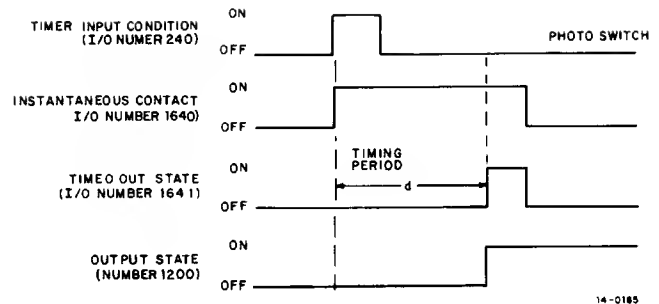 TIMER INPUT CONDITION
(I/O NUMER 240)
ON
OFF
PHOTO SWITCH
INSTANTANEOUS CONTACT
I/O NUMBER 1640)
ON
OFF
TIMED OUT STATE
(I/O NUMBER 1641)
ON
OFF
TIMING
PERIOD
d
OUTPUT STATE
(NUMBER 1200)
ON
OFF
14-0185